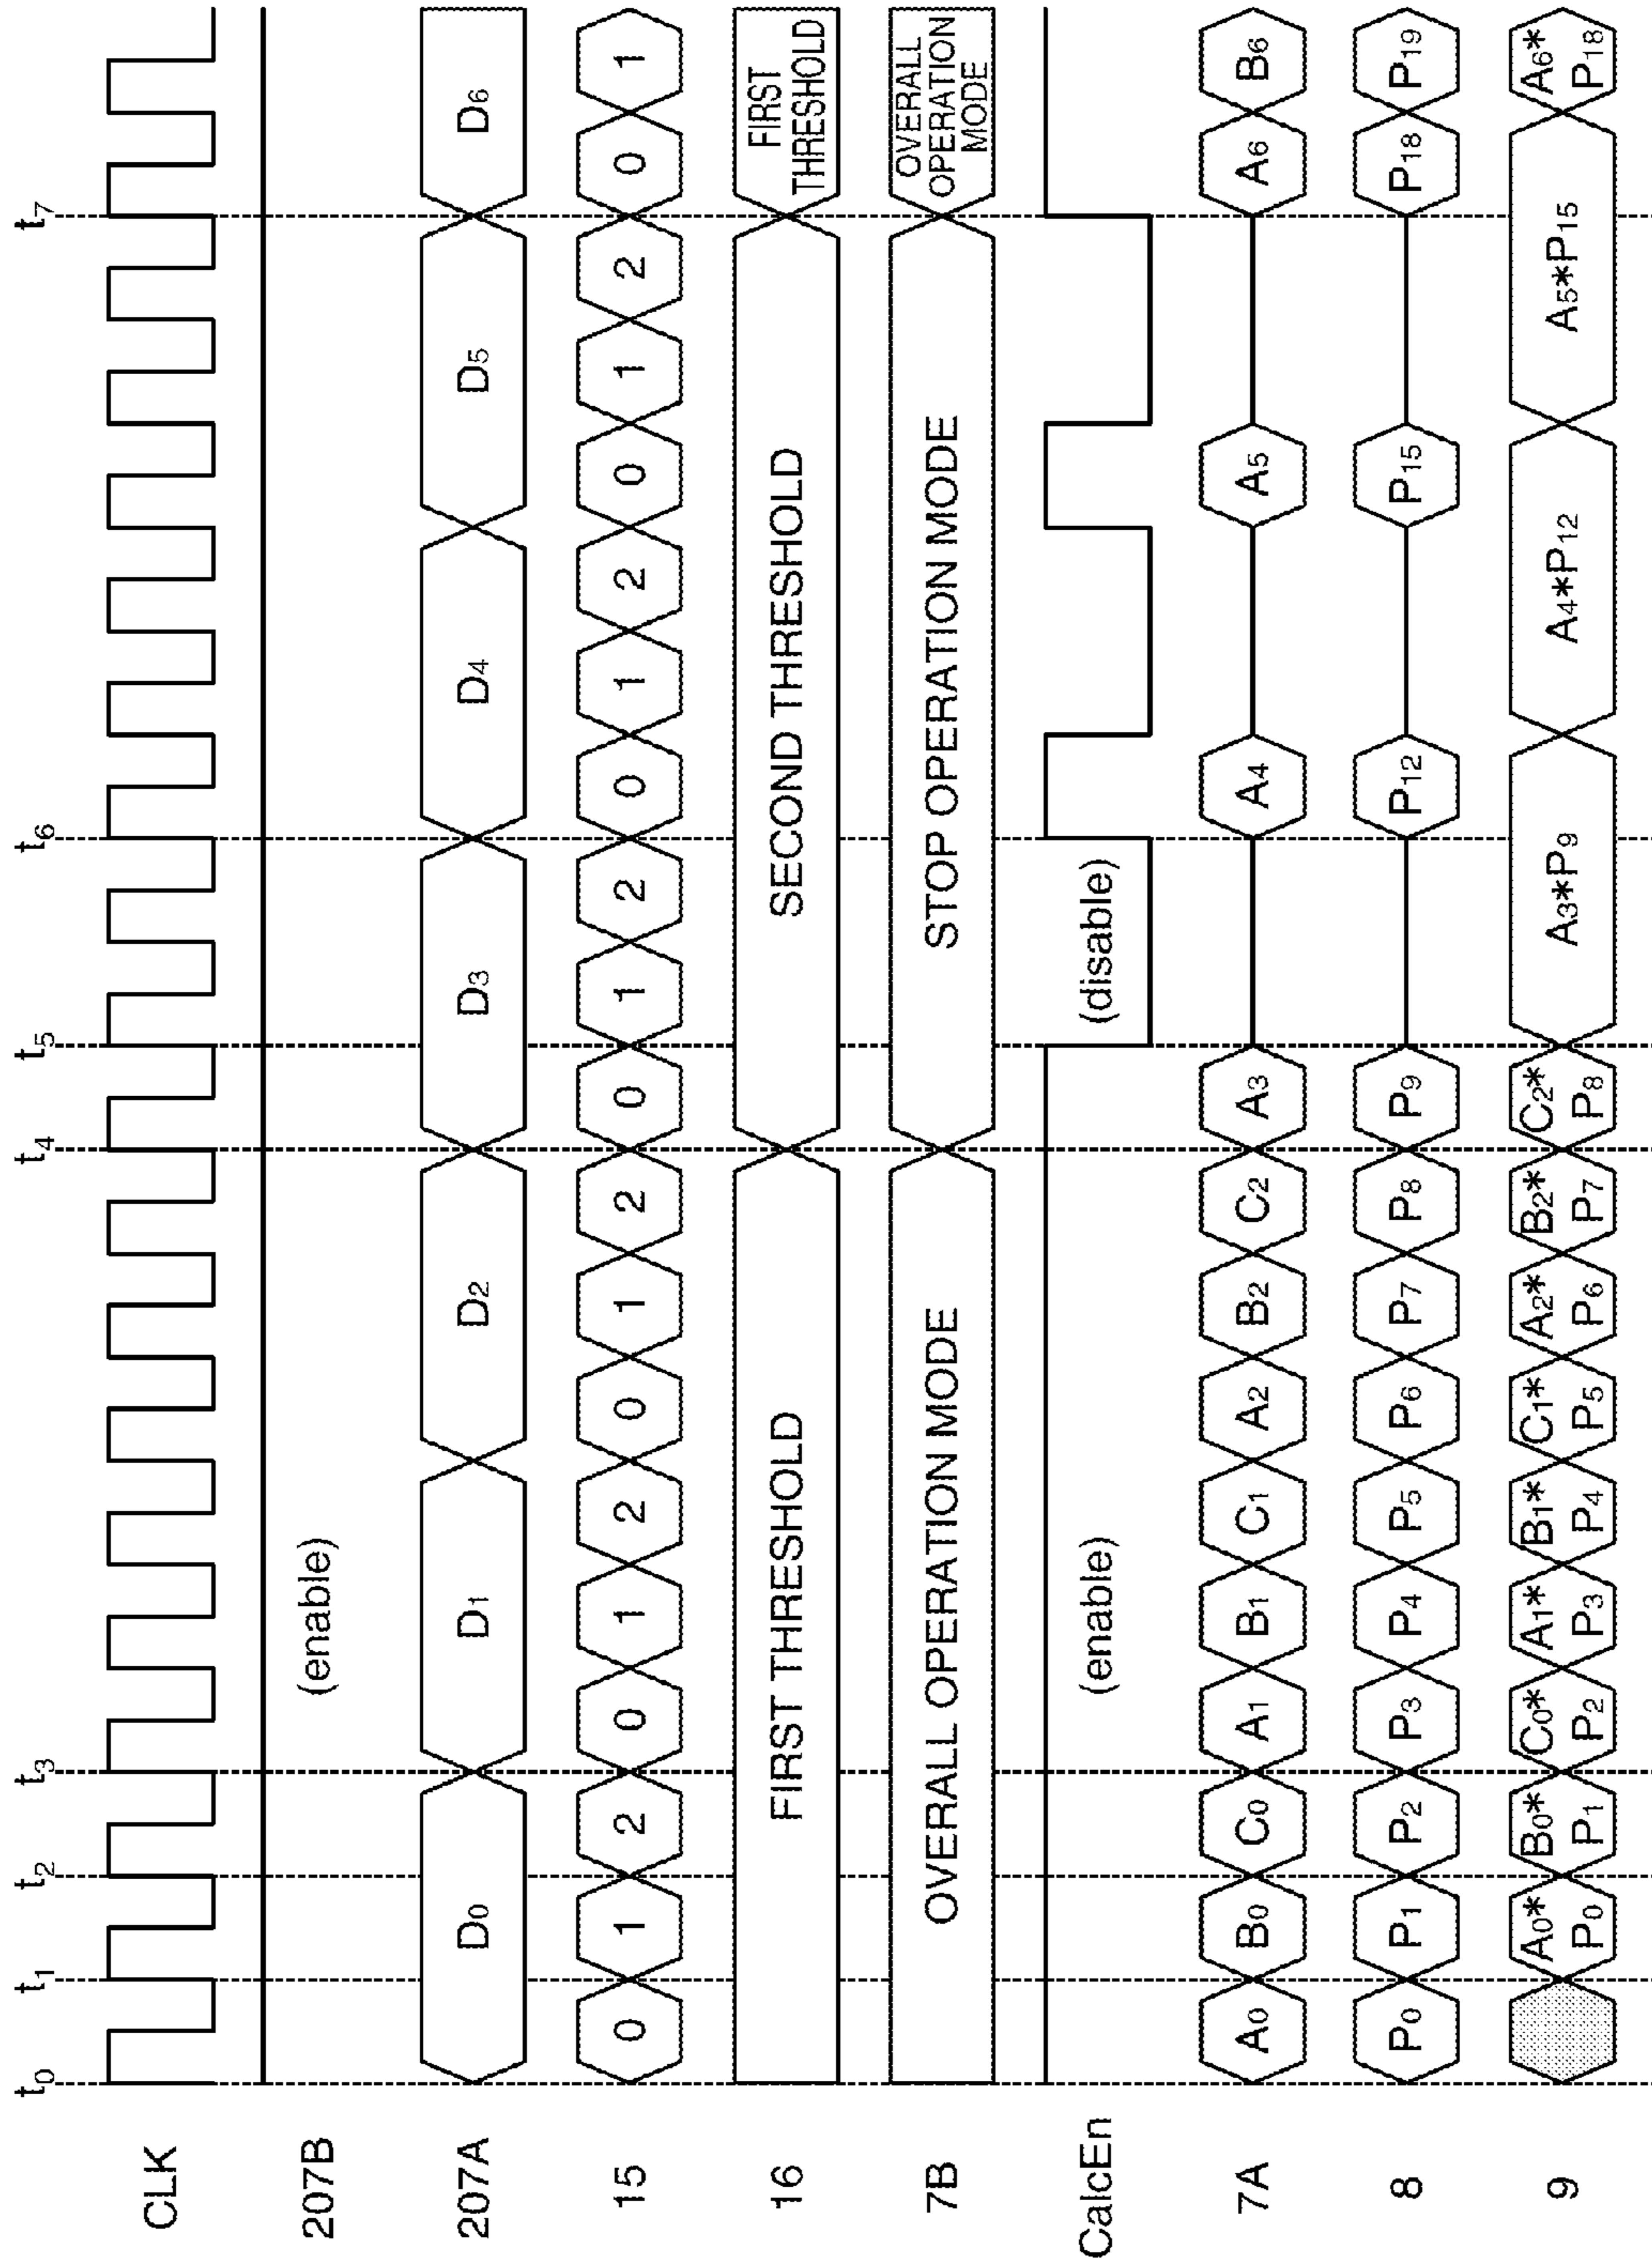 t0 t1 t2 t3 t4 t5 t6 t7
CLK
207B (enable)
207A D0 D1 D2 D3 D4 D5 D6
15 0 1 2 0 1 2 0 1 2 0 1 2 0 1 2 0 1 2 0 1
16 FIRST THRESHOLD SECOND THRESHOLD FIRST THRESHOLD
7B OVERALL OPERATION MODE STOP OPERATION MODE OVERALL OPERATION MODE
CalcEn (enable) (disable)
7A A0 B0 C0 A1 B1 C1 A2 B2 C2 A3 A4 A5 A6 B6
8 P0 P1 P2 P3 P4 P5 P6 P7 P8 P9 P12 P15 P18 P19
9 A0*P0 B0*P1 C0*P2 A1*P3 B1*P4 C1*P5 A2*P6 B2*P7 C2*P8 A3*P9 A4*P12 A5*P15 A6*P18